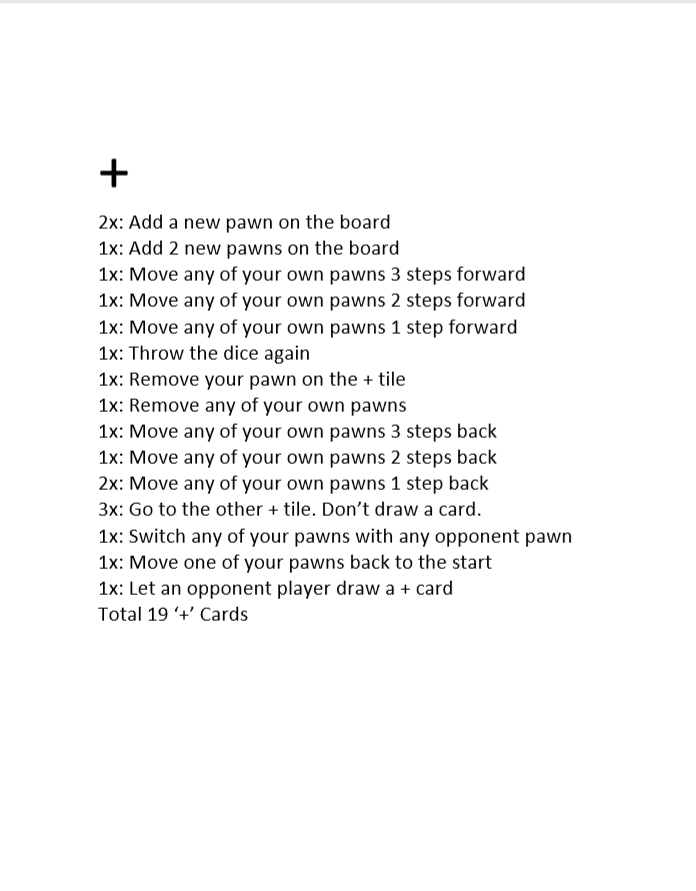 +
2x: Add a new pawn on the board
1x: Add 2 new pawns on the board
1x: Move any of your own pawns 3 steps forward
1x: Move any of your own pawns 2 steps forward
1x: Move any of your own pawns 1 step forward
1x: Throw the dice again
1x: Remove your pawn on the + tile
1x: Remove any of your own pawns
1x: Move any of your own pawns 3 steps back
1x: Move any of your own pawns 2 steps back
2x: Move any of your own pawns 1 step back
3x: Go to the other + tile. Don’t draw a card.
1x: Switch any of your pawns with any opponent pawn
1x: Move one of your pawns back to the start
1x: Let an opponent player draw a + card
Total 19 ‘+’ Cards